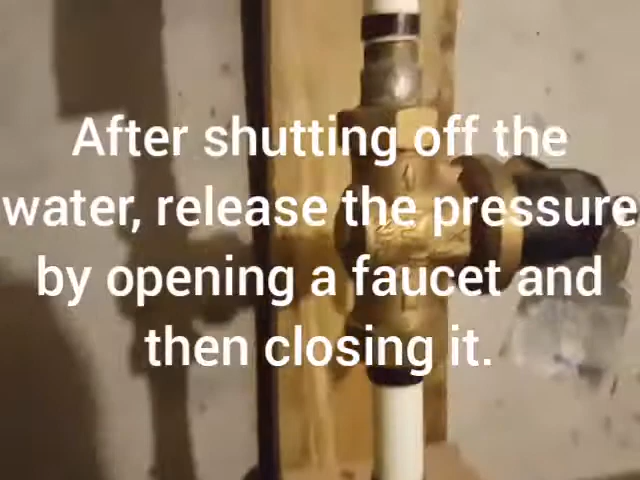 After shutting off the
water, release the pressure
by opening a faucet and
then closing it.